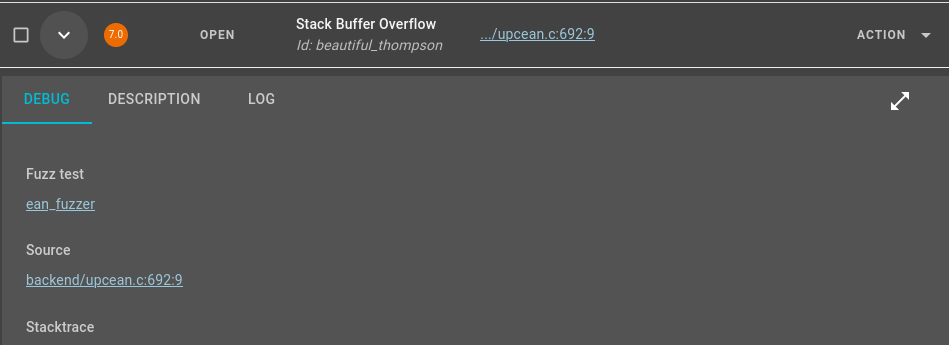 7.0
OPEN
Stack Buffer Overflow
Id: beautiful_thompson
.../upcean.c:692:9
ACTION
DEBUG
DESCRIPTION
LOG
Fuzz test
ean_fuzzer
Source
backend/upcean.c:692:9
Stacktrace